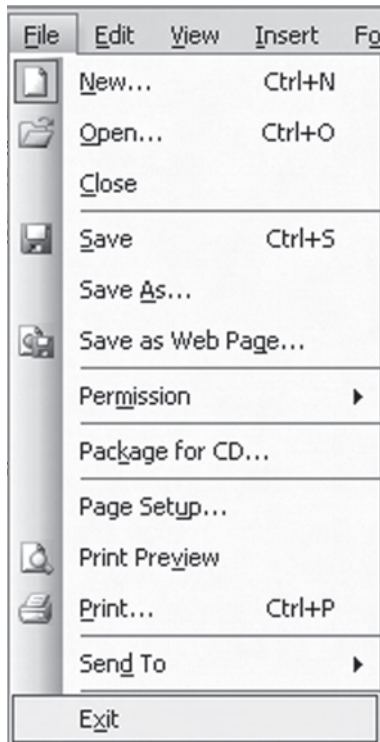 File Edit View Insert Fo
New... Ctrl+N
Open... Ctrl+O
Close
Save Ctrl+S
Save As...
Save as Web Page...
Permission
Package for CD...
Page Setup...
Print Preview
Print... Ctrl+P
Send To
Exit